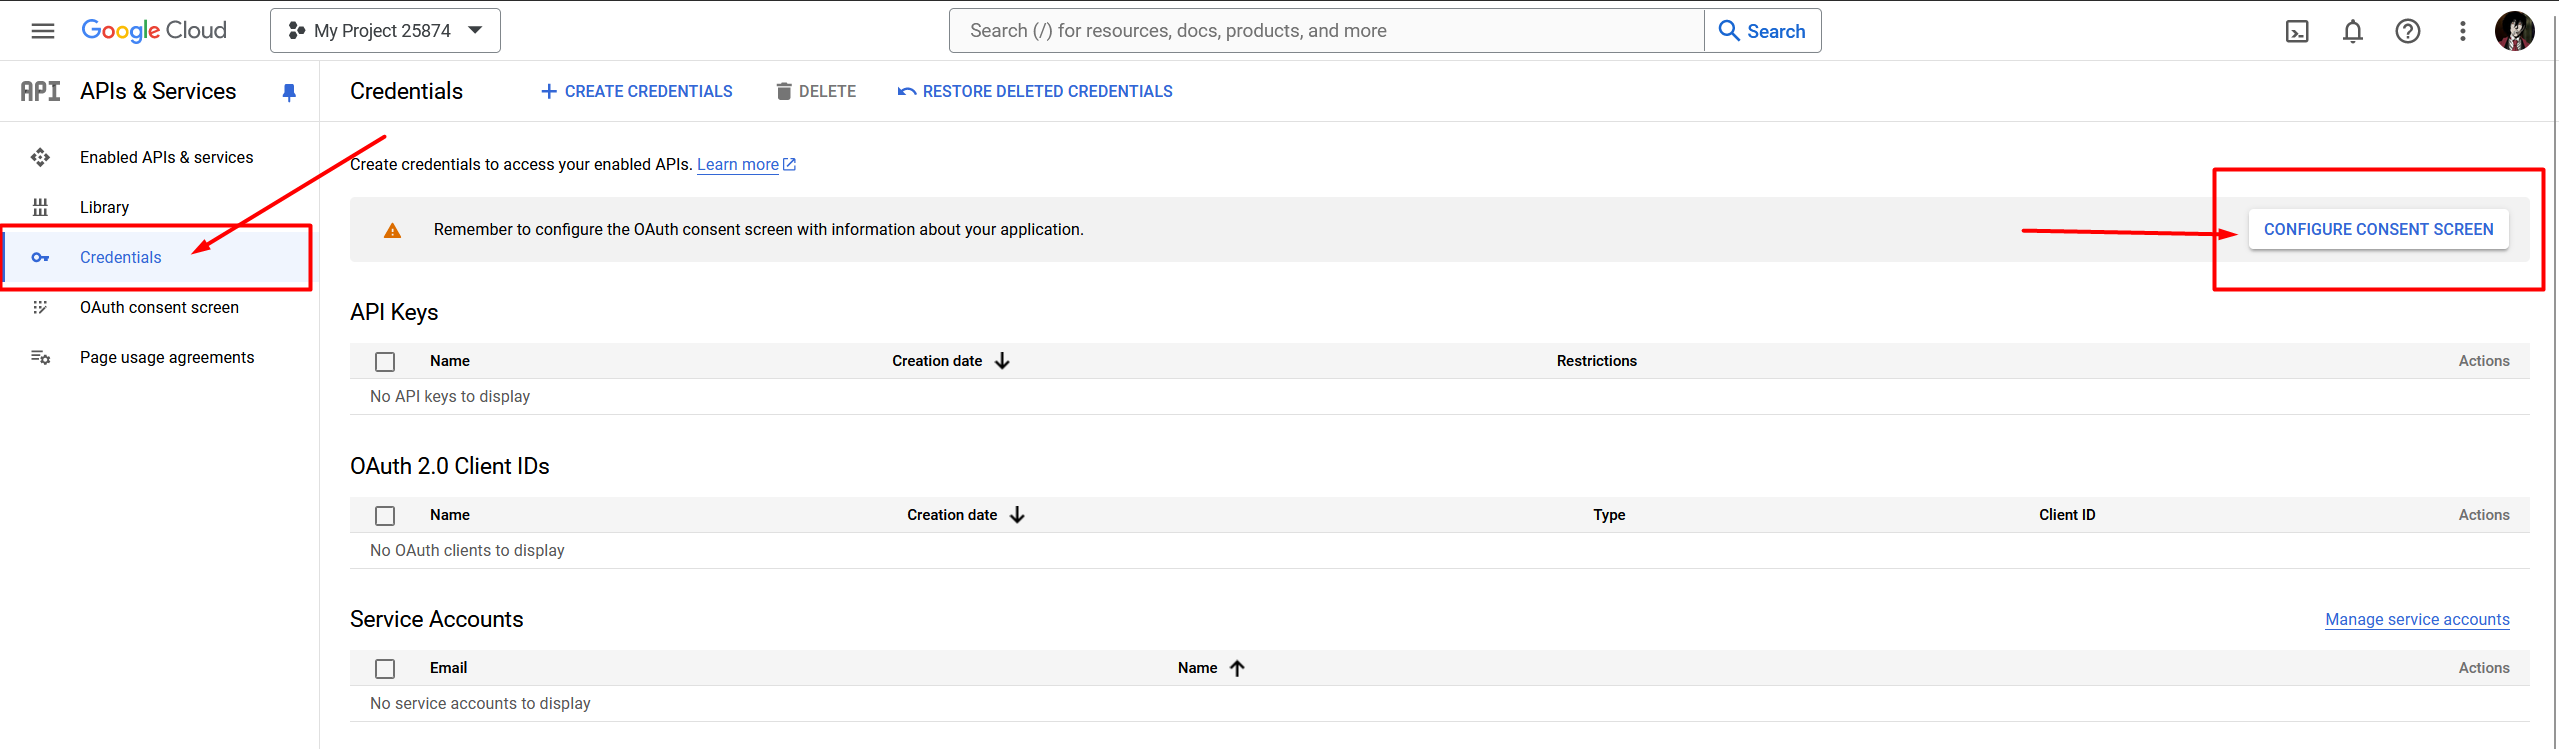 Google Cloud
My Project 25874
Search (/) for resources, docs, products, and more
Search
API
APIs & Services
Credentials
CREATE CREDENTIALS
DELETE
RESTORE DELETED CREDENTIALS
Enabled APIs & services
Library
Credentials
OAuth consent screen
Page usage agreements
Create credentials to access your enabled APIs. Learn more
Remember to configure the OAuth consent screen with information about your application.
CONFIGURE CONSENT SCREEN
API Keys
Name Creation date Restrictions Actions
No API keys to display
OAuth 2.0 Client IDs
Name Creation date Type Client ID Actions
No OAuth clients to display
Service Accounts
Manage service accounts
Email Name Actions
No service accounts to display